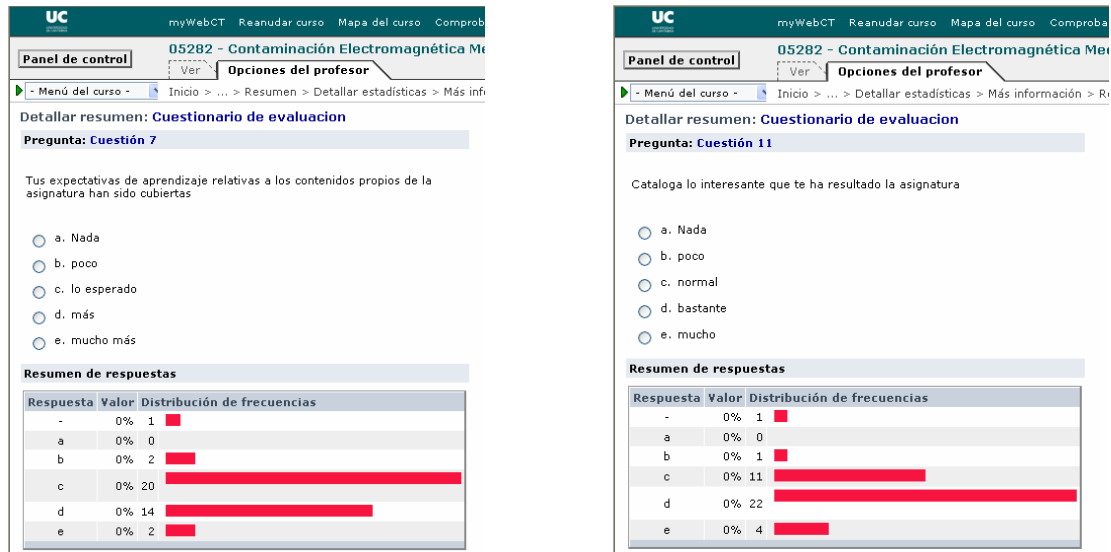 UC
myWebCT Reanudar curso Mapa del curso Comprob
Panel de control
05282 - Contaminación Electromagnética Me
Ver
Opciones del profesor
- Menú del curso -
Inicio > ... > Resumen > Detallar estadísticas > Más inf
Detallar resumen: Cuestionario de evaluacion
Pregunta: Cuestión 7
Tus expectativas de aprendizaje relativas a los contenidos propios de la
asignatura han sido cubiertas
a. Nada
b. poco
c. lo esperado
d. más
e. mucho más
Resumen de respuestas
Respuesta Valor Distribución de frecuencias
- 0% 1
a 0% 0
b 0% 2
c 0% 20
d 0% 14
e 0% 2
UC
myWebCT Reanudar curso Mapa del curso Comproba
Panel de control
05282 - Contaminación Electromagnética Me
Ver
Opciones del profesor
- Menú del curso -
Inicio > ... > Detallar estadísticas > Más información > R
Detallar resumen: Cuestionario de evaluacion
Pregunta: Cuestión 11
Cataloga lo interesante que te ha resultado la asignatura
a. Nada
b. poco
c. normal
d. bastante
e. mucho
Resumen de respuestas
Respuesta Valor Distribución de frecuencias
- 0% 1
a 0% 0
b 0% 1
c 0% 11
d 0% 22
e 0% 4